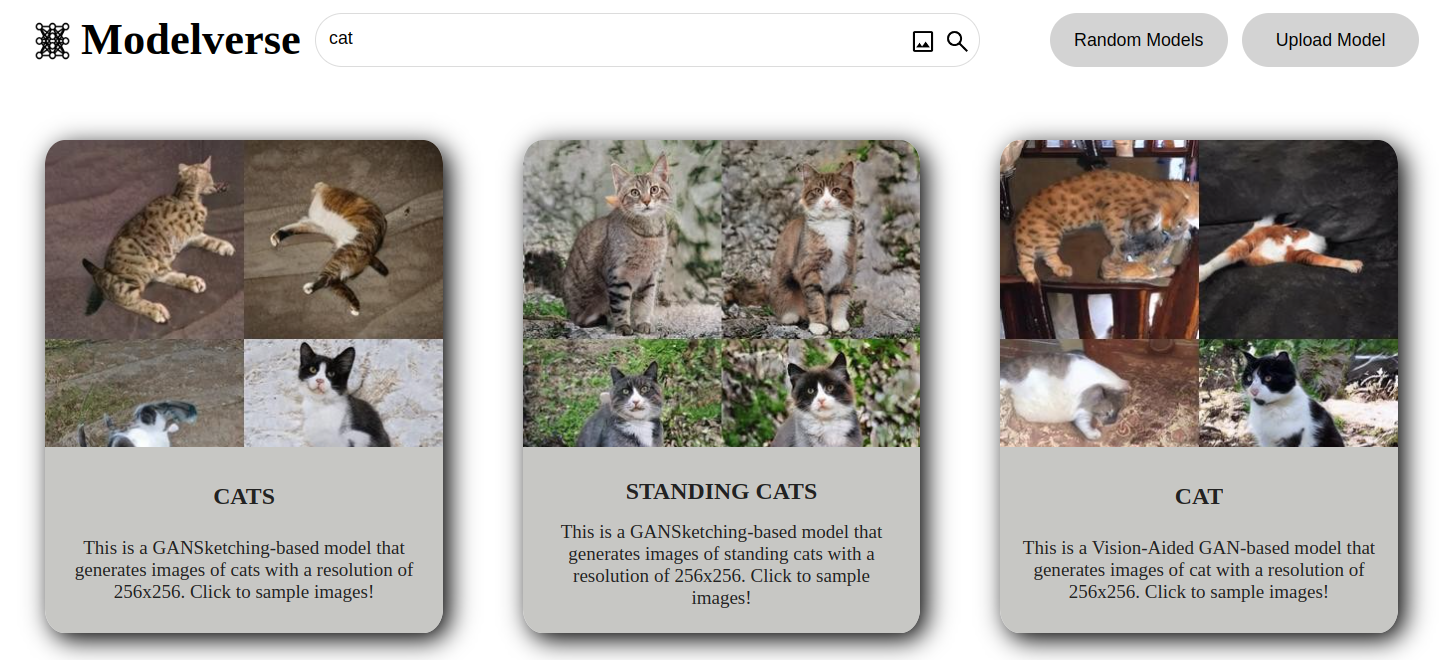 Modelverse
cat
Random Models
Upload Model
CATS
This is a GANSketching-based model that
generates images of cats with a resolution of
256x256. Click to sample images!
STANDING CATS
This is a GANSketching-based model that
generates images of standing cats with a
resolution of 256x256. Click to sample
images!
CAT
This is a Vision-Aided GAN-based model that
generates images of cat with a resolution of
256x256. Click to sample images!